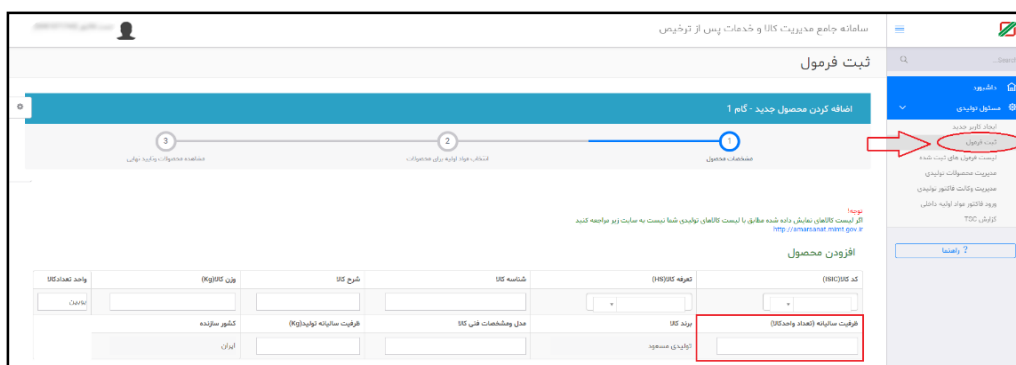 سامانه جامع مدیریت کالا و خدمات پس از ترخیص
Search...
ثبت فرمول
داشبورد
مسئول تولیدی
ایجاد کاربر جدید
ثبت فرمول
لیست فرمول های ثبت شده
مدیریت محصولات تولیدی
مدیریت وکالت فاکتور تولیدی
ورود فاکتور مواد اولیه داخلی
گزارش TSC
راهنما ?
اضافه کردن محصول جدید - گام 1
1 2 3
مشخصات محصول
انتخاب مواد اولیه برای محصولات
مشاهده محصولات وتایید نهایی
توجه!
اگر لیست کالاهای نمایش داده شده مطابق با لیست کالاهای تولیدی شما نیست به سایت زیر مراجعه کنید
http://amarsanat.mimt.gov.ir
افزودن محصول
کد کالا(ISIC) تعرفه کالا(HS) شناسه کالا شرح کالا وزن کالا(Kg) واحد تعدادکالا
دوربین
ظرفیت سالیانه (تعداد واحدکالا) برند کالا مدل ومشخصات فنی کالا ظرفیت سالیانه تولید(Kg) کشور سازنده
تولیدی مسعود ایران